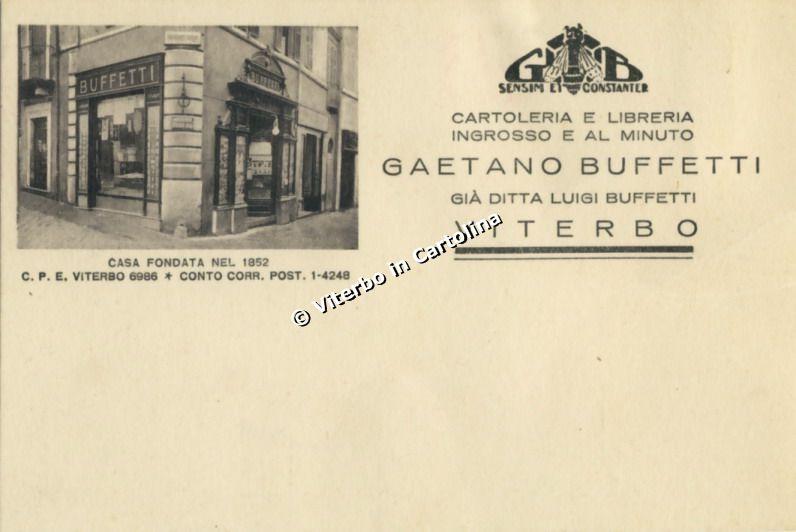 BUFFETTI
BUFFETTI
CASA FONDATA NEL 1852
C. P. E. VITERBO 6986 * CONTO CORR. POST. 1-4248
G B
SENSIM ET CONSTANTER
CARTOLERIA E LIBRERIA
INGROSSO E AL MINUTO
GAETANO BUFFETTI
GIÀ DITTA LUIGI BUFFETTI
VITERBO
© Viterbo in Cartolina